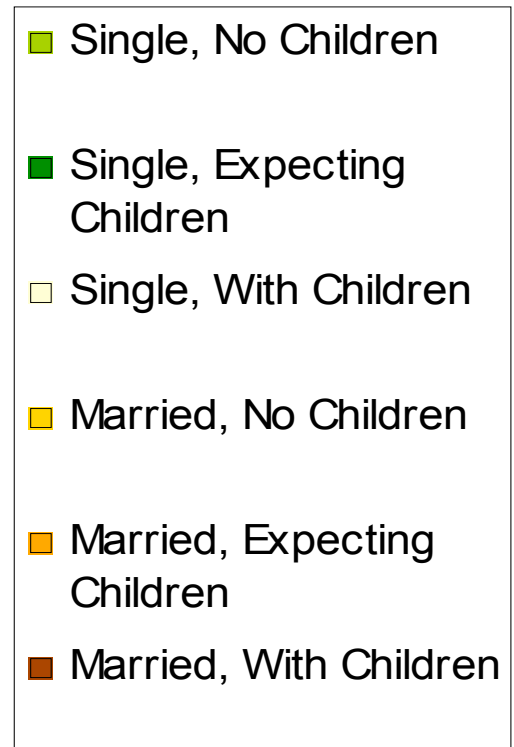 Single, No Children
Single, Expecting
Children
Single, With Children
Married, No Children
Married, Expecting
Children
Married, With Children